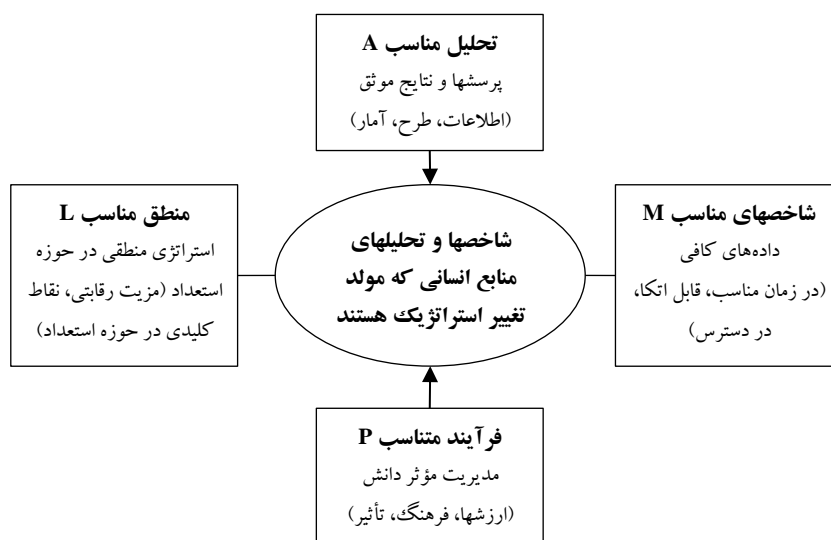 تحلیل مناسب A
پرسشها و نتایج موثق
(اطلاعات، طرح، آمار)
شاخصهای مناسب M
داده‌های کافی
(در زمان مناسب، قابل اتکا،
در دسترس)
شاخصها و تحلیلهای
منابع انسانی که مولد
تغییر استراتژیک هستند
منطق مناسب L
استراتژی منطقی در حوزه
استعداد (مزیت رقابتی، نقاط
کلیدی در حوزه استعداد)
فرآیند متناسب P
مدیریت مؤثر دانش
(ارزشها، فرهنگ، تأثیر)